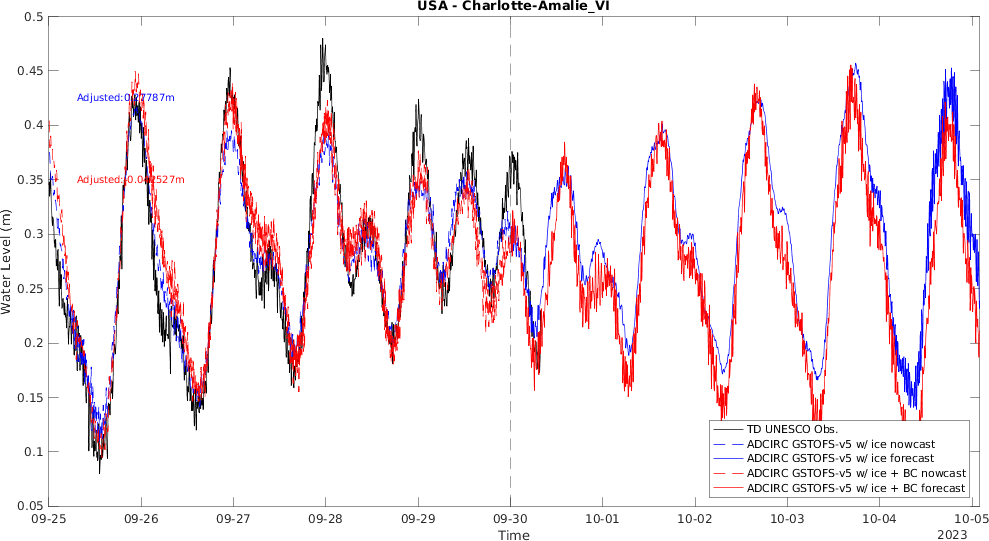 USA - Charlotte-Amalie_VI
0.5
0.45
0.4
0.35
0.3
0.25
0.2
0.15
0.1
0.05
Water Level (m)
m
TD UNESCO Obs.
ADCIRC GSTOFS-v5 w/ ice nowcast
ADCIRC GSTOFS-v5 w/ ice forecast
ADCIRC GSTOFS-v5 w/ ice + BC nowcast
ADCIRC GSTOFS-v5 w/ ice + BC forecast
09-25 09-26 09-27 09-28 09-29 09-30 10-01 10-02 10-03 10-04 10-05
Time
2023